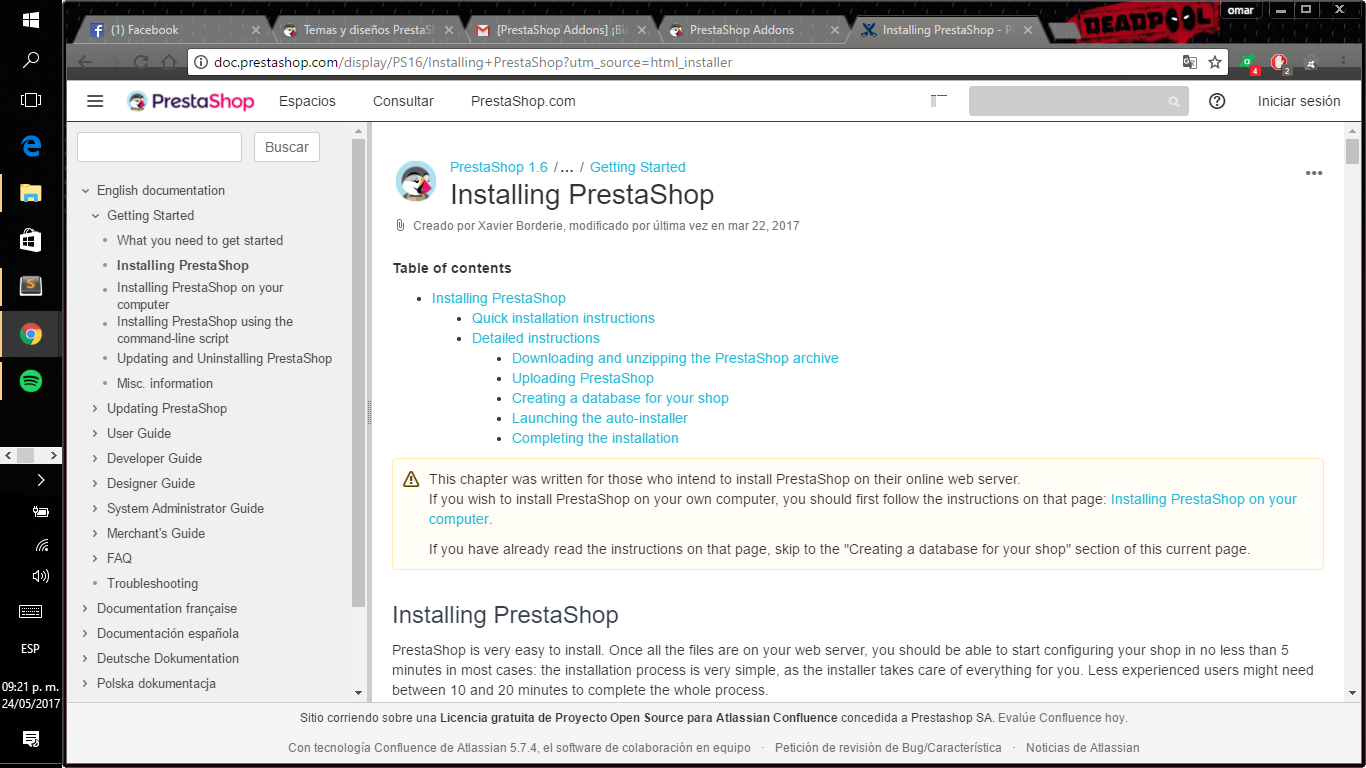 (1) Facebook
Temas y diseños PrestaS
[PrestaShop Addons] ¡Bi
PrestaShop Addons
Installing PrestaShop - P
DEADPOOL
omar
doc.prestashop.com/display/PS16/Installing+PrestaShop?utm_source=html_installer
4
2
PrestaShop
Espacios
Consultar
PrestaShop.com
Iniciar sesión
Buscar
English documentation
Getting Started
What you need to get started
Installing PrestaShop
Installing PrestaShop on your
computer
Installing PrestaShop using the
command-line script
Updating and Uninstalling PrestaShop
Misc. information
Updating PrestaShop
User Guide
Developer Guide
Designer Guide
System Administrator Guide
Merchant's Guide
FAQ
Troubleshooting
Documentation française
Documentación española
Deutsche Dokumentation
Polska dokumentacja
PrestaShop 1.6 /... / Getting Started
Installing PrestaShop
Creado por Xavier Borderie, modificado por última vez en mar 22, 2017
Table of contents
Installing PrestaShop
Quick installation instructions
Detailed instructions
Downloading and unzipping the PrestaShop archive
Uploading PrestaShop
Creating a database for your shop
Launching the auto-installer
Completing the installation
This chapter was written for those who intend to install PrestaShop on their online web server.
If you wish to install PrestaShop on your own computer, you should first follow the instructions on that page: Installing PrestaShop on your
computer.
If you have already read the instructions on that page, skip to the "Creating a database for your shop" section of this current page.
Installing PrestaShop
PrestaShop is very easy to install. Once all the files are on your web server, you should be able to start configuring your shop in no less than 5
minutes in most cases: the installation process is very simple, as the installer takes care of everything for you. Less experienced users might need
between 10 and 20 minutes to complete the whole process.
Sitio corriendo sobre una Licencia gratuita de Proyecto Open Source para Atlassian Confluence concedida a Prestashop SA. Evalúe Confluence hoy.
Con tecnología Confluence de Atlassian 5.7.4, el software de colaboración en equipo · Petición de revisión de Bug/Característica · Noticias de Atlassian
ESP
09:21 p. m.
24/05/2017